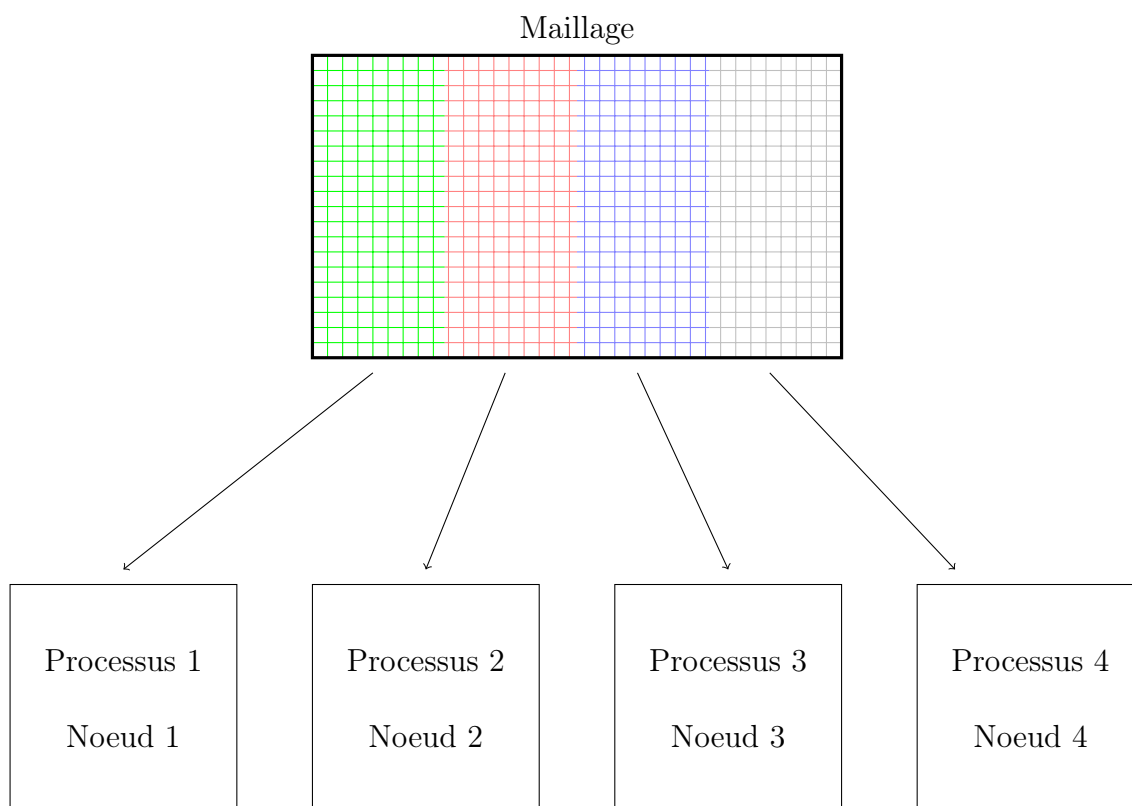 Maillage
Processus 1
Noeud 1
Processus 2
Noeud 2
Processus 3
Noeud 3
Processus 4
Noeud 4